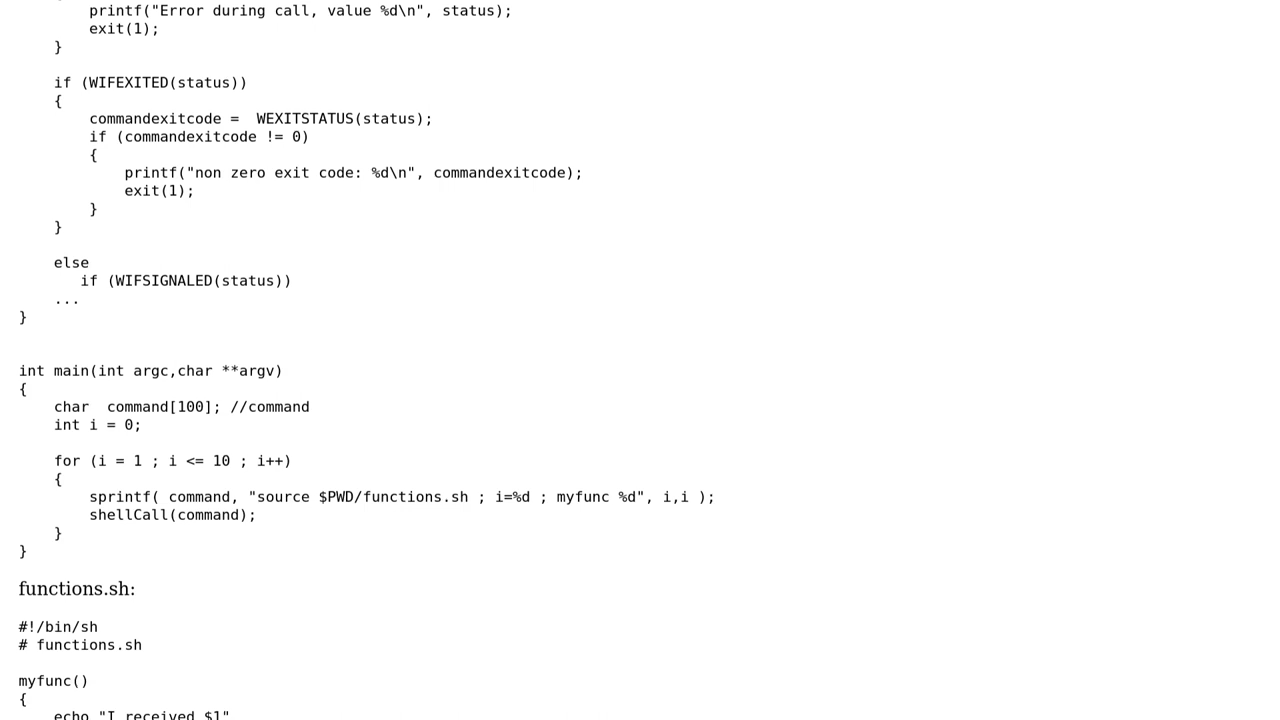 printf("Error during call, value %d\n", status);
        exit(1);
    }

    if (WIFEXITED(status))
    {
        commandexitcode =  WEXITSTATUS(status);
        if (commandexitcode != 0)
        {
            printf("non zero exit code: %d\n", commandexitcode);
            exit(1);
        }
    }

    else
       if (WIFSIGNALED(status))
    ...
}


int main(int argc,char **argv)
{
    char  command[100]; //command
    int i = 0;

    for (i = 1 ; i <= 10 ; i++)
    {
        sprintf( command, "source $PWD/functions.sh ; i=%d ; myfunc %d", i,i );
        shellCall(command);
    }
}

functions.sh:

#!/bin/sh
# functions.sh

myfunc()
{
    echo "I received $1"